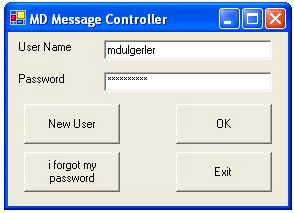 MD Message Controller
User Name
mdulgerler
Password
××××××××××
New User
OK
i forgot my
password
Exit